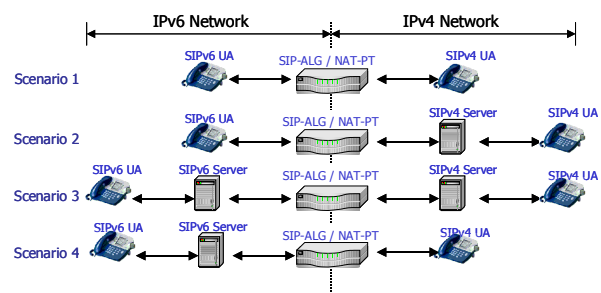 IPv6 Network IPv4 Network
SIPv6 UA SIP-ALG / NAT-PT SIPv4 UA
Scenario 1
SIPv6 UA SIP-ALG / NAT-PT SIPv4 Server SIPv4 UA
Scenario 2
SIPv6 UA SIPv6 Server SIP-ALG / NAT-PT SIPv4 Server SIPv4 UA
Scenario 3
SIPv6 UA SIPv6 Server SIP-ALG / NAT-PT SIPv4 UA
Scenario 4